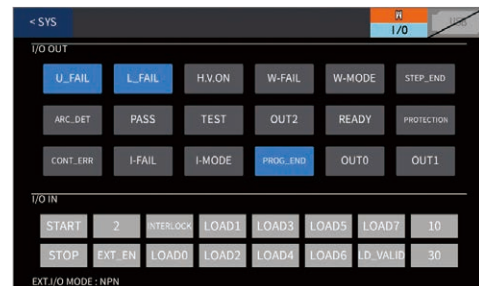 < SYS
I/O
USB
I/O OUT
U_FAIL L_FAIL H.V.ON W-FAIL W-MODE STEP_END
ARC_DET PASS TEST OUT2 READY PROTECTION
CONT_ERR I-FAIL I-MODE PROG_END OUT0 OUT1
I/O IN
START 2 INTERLOCK LOAD1 LOAD3 LOAD5 LOAD7 10
STOP EXT_EN LOAD0 LOAD2 LOAD4 LOAD6 LD_VALID 30
EXT.I/O MODE : NPN